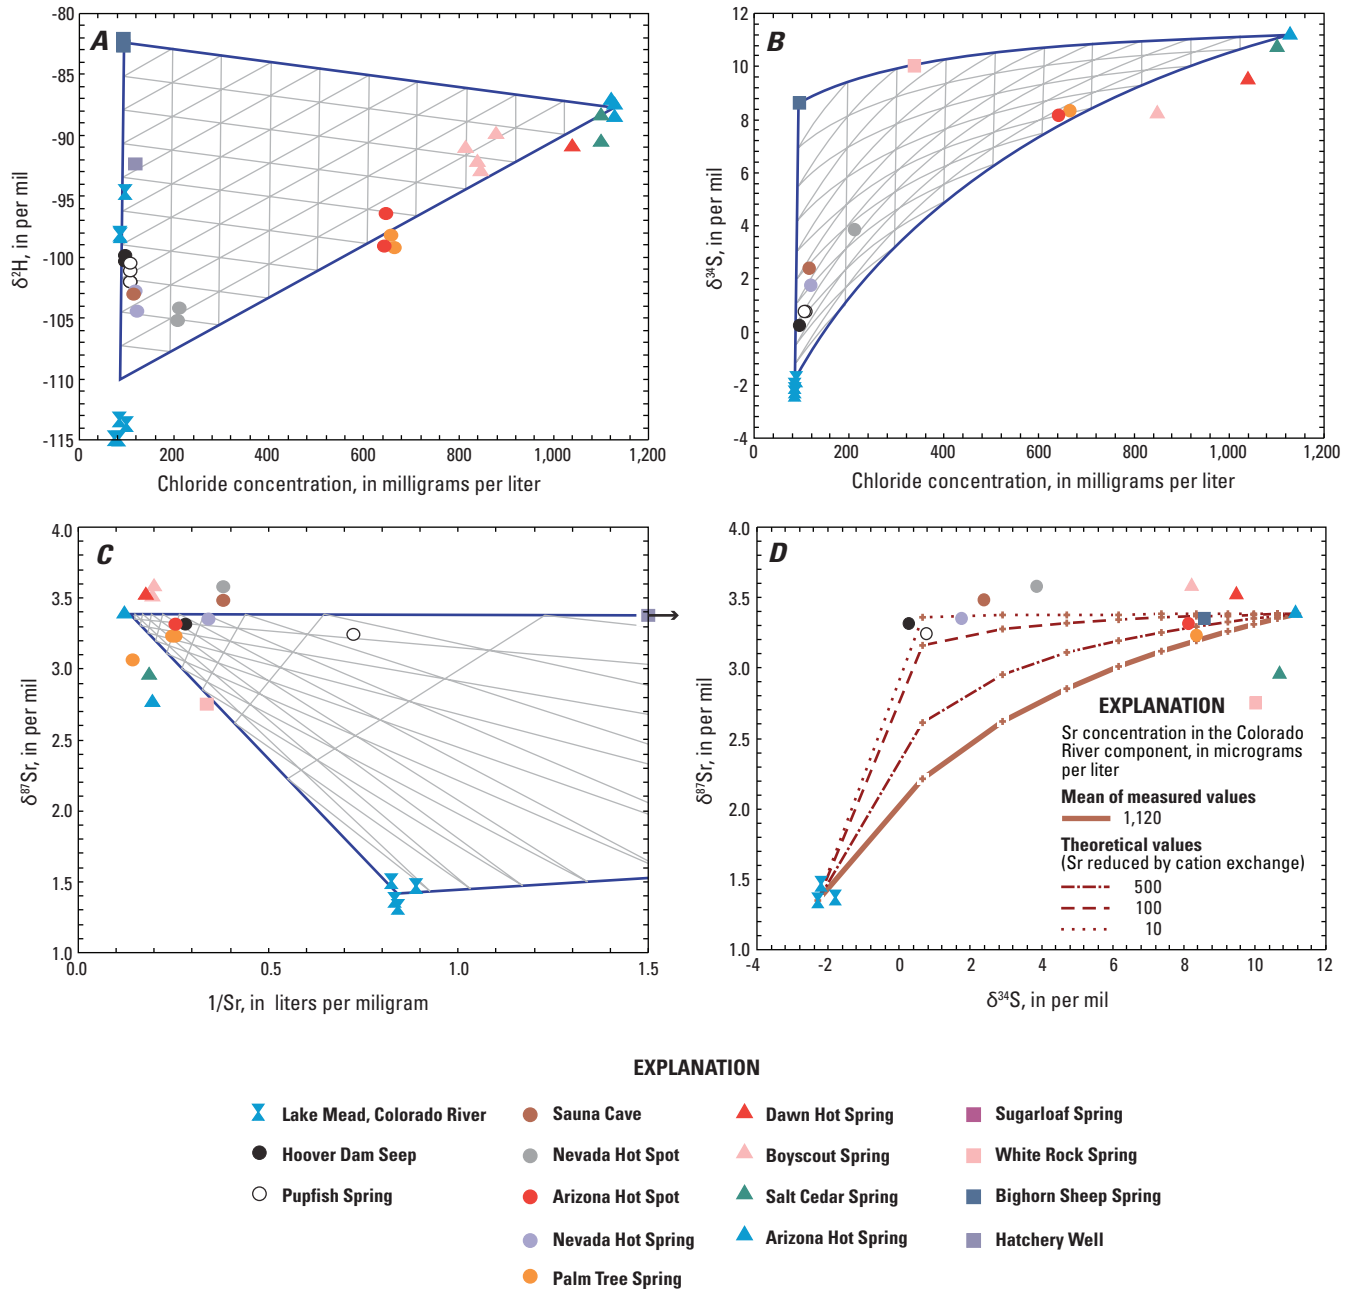 A
-80
-85
-90
-95
-100
-105
-110
-115
δ²H, in per mil
0 200 400 600 800 1,000 1,200
Chloride concentration, in milligrams per liter
B
12
10
8
6
4
2
0
-2
-4
δ³⁴S, in per mil
0 200 400 600 800 1,000 1,200
Chloride concentration, in milligrams per liter
C
4.0
3.5
3.0
2.5
2.0
1.5
1.0
δ⁸⁷Sr, in per mil
0.0 0.5 1.0 1.5
1/Sr, in liters per miligram
D
4.0
3.5
3.0
2.5
2.0
1.5
1.0
δ⁸⁷Sr, in per mil
-4 -2 0 2 4 6 8 10 12
δ³⁴S, in per mil
EXPLANATION
Sr concentration in the Colorado
River component, in micrograms
per liter
Mean of measured values
1,120
Theoretical values
(Sr reduced by cation exchange)
500
100
10
EXPLANATION
Lake Mead, Colorado River
Hoover Dam Seep
Pupfish Spring
Sauna Cave
Nevada Hot Spot
Arizona Hot Spot
Nevada Hot Spring
Palm Tree Spring
Dawn Hot Spring
Boyscout Spring
Salt Cedar Spring
Arizona Hot Spring
Sugarloaf Spring
White Rock Spring
Bighorn Sheep Spring
Hatchery Well